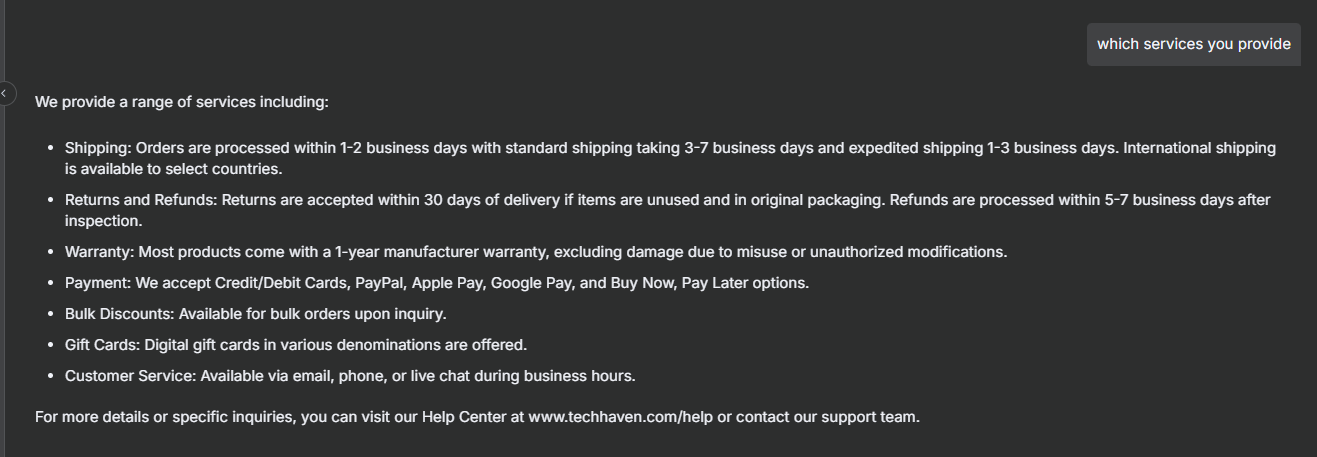 which services you provide
We provide a range of services including:
• Shipping: Orders are processed within 1-2 business days with standard shipping taking 3-7 business days and expedited shipping 1-3 business days. International shipping
is available to select countries.
• Returns and Refunds: Returns are accepted within 30 days of delivery if items are unused and in original packaging. Refunds are processed within 5-7 business days after
inspection.
• Warranty: Most products come with a 1-year manufacturer warranty, excluding damage due to misuse or unauthorized modifications.
• Payment: We accept Credit/Debit Cards, PayPal, Apple Pay, Google Pay, and Buy Now, Pay Later options.
• Bulk Discounts: Available for bulk orders upon inquiry.
• Gift Cards: Digital gift cards in various denominations are offered.
• Customer Service: Available via email, phone, or live chat during business hours.
For more details or specific inquiries, you can visit our Help Center at www.techhaven.com/help or contact our support team.